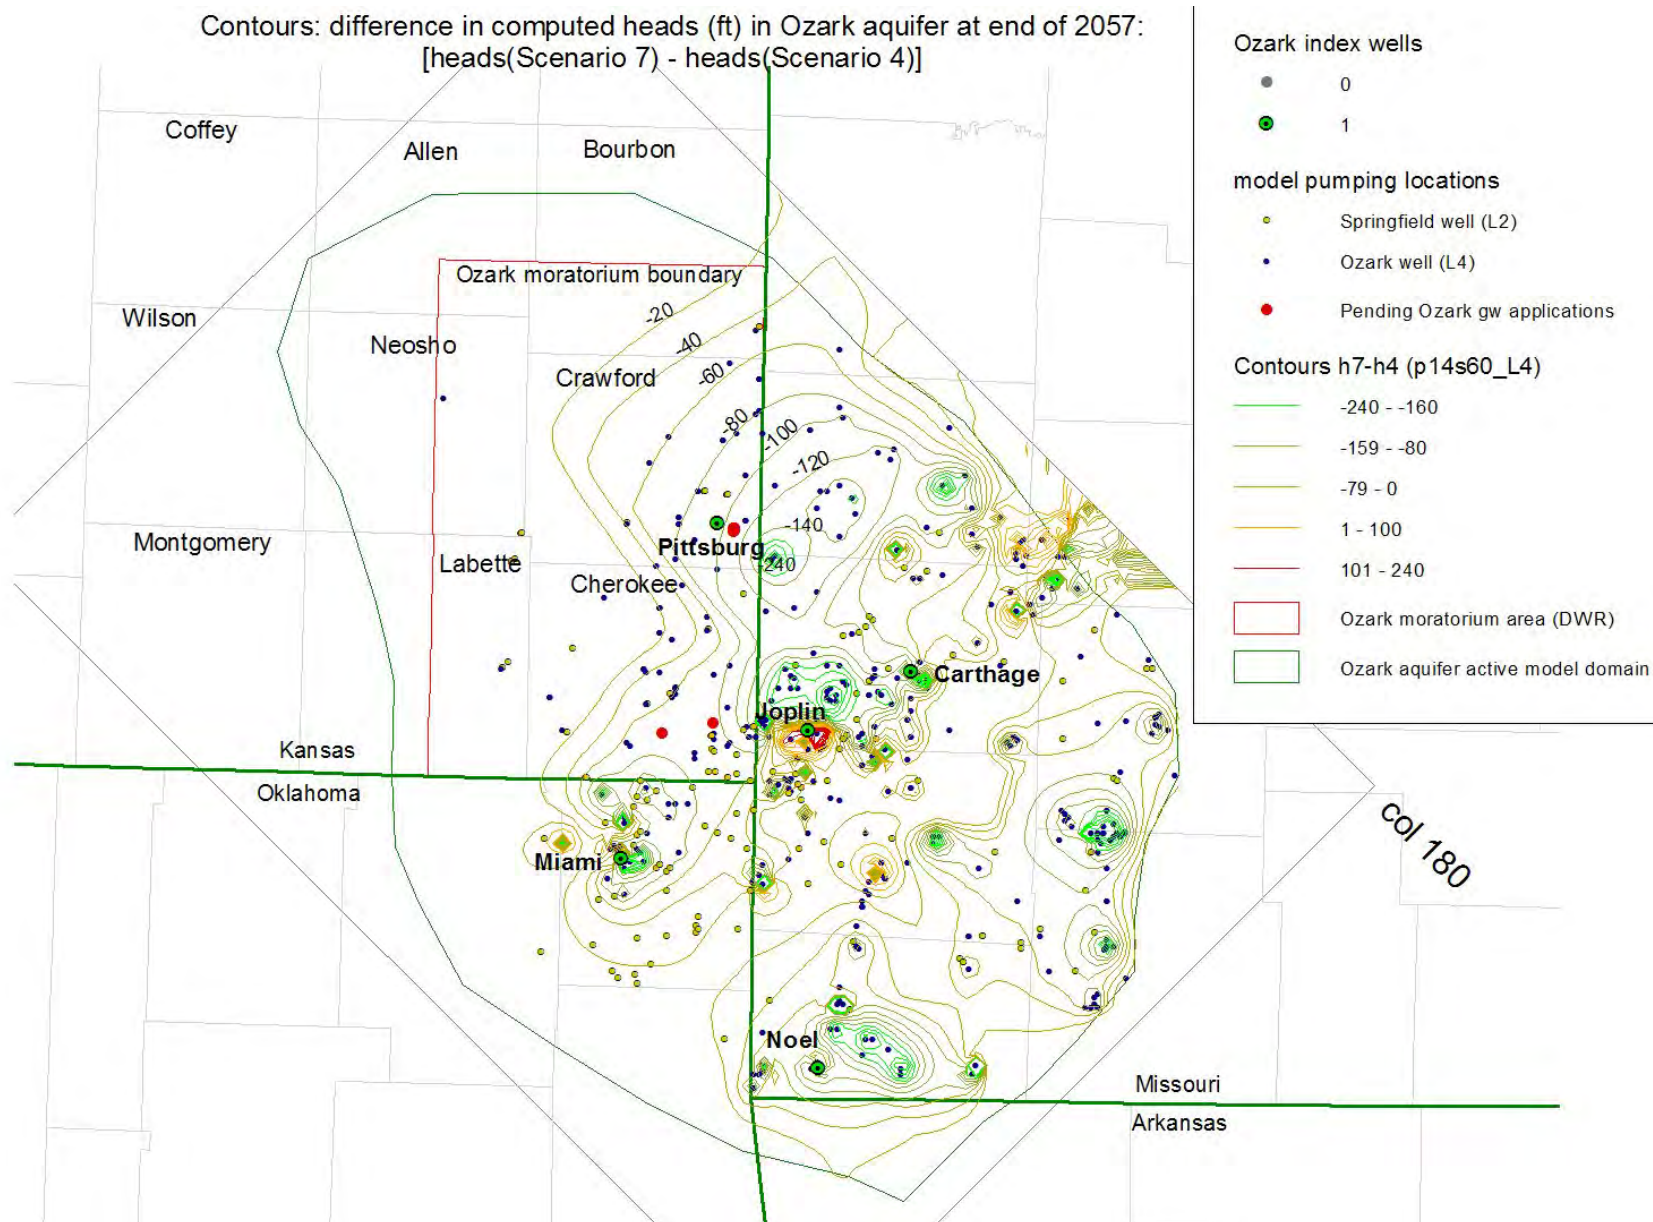 Contours: difference in computed heads (ft) in Ozark aquifer at end of 2057:
[heads(Scenario 7) - heads(Scenario 4)]
Coffey
Allen
Bourbon
Ozark moratorium boundary
Wilson
Neosho
Crawford
-20
-40
-60
-80
-100
-120
-140
-240
Pittsburg
Montgomery
Labette
Cherokee
Carthage
Joplin
Kansas
Oklahoma
Miami
col 180
Noel
Missouri
Arkansas
Ozark index wells
0
1
model pumping locations
Springfield well (L2)
Ozark well (L4)
Pending Ozark gw applications
Contours h7-h4 (p14s60_L4)
-240 - -160
-159 - -80
-79 - 0
1 - 100
101 - 240
Ozark moratorium area (DWR)
Ozark aquifer active model domain